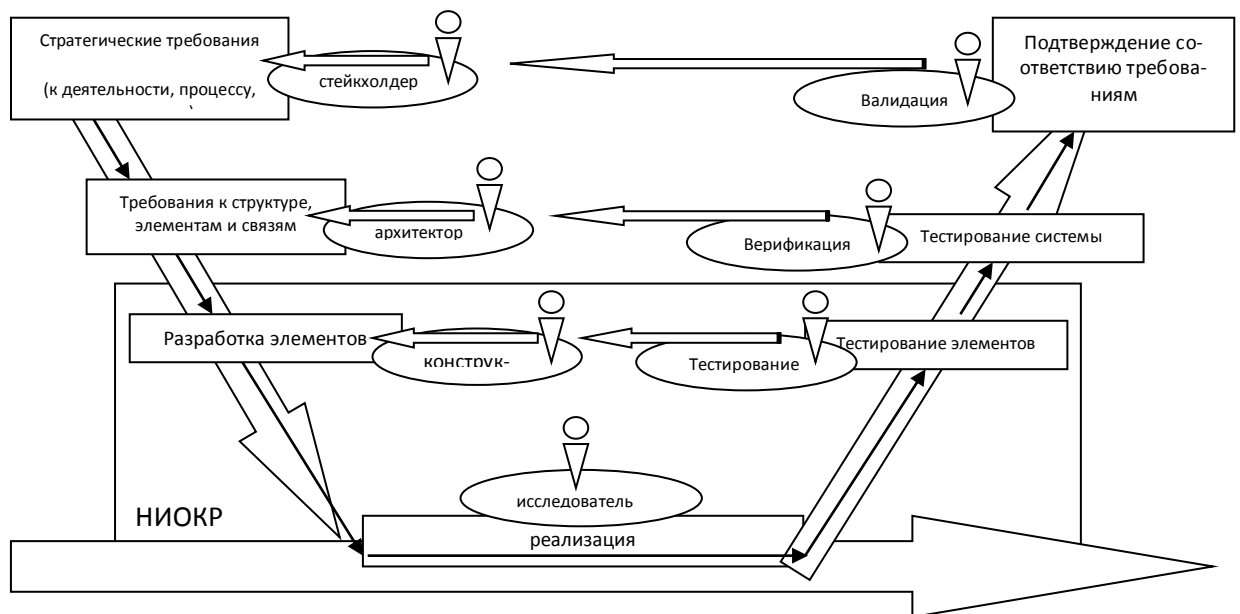 Стратегические требования
(к деятельности, процессу,
стейкхолдер
Валидация
Подтверждение со-
ответствию требова-
ниям
Требования к структуре,
элементам и связям
архитектор
Верификация
Тестирование системы
Разработка элементов
конструк-
Тестирование
Тестирование элементов
исследователь
НИОКР
реализация